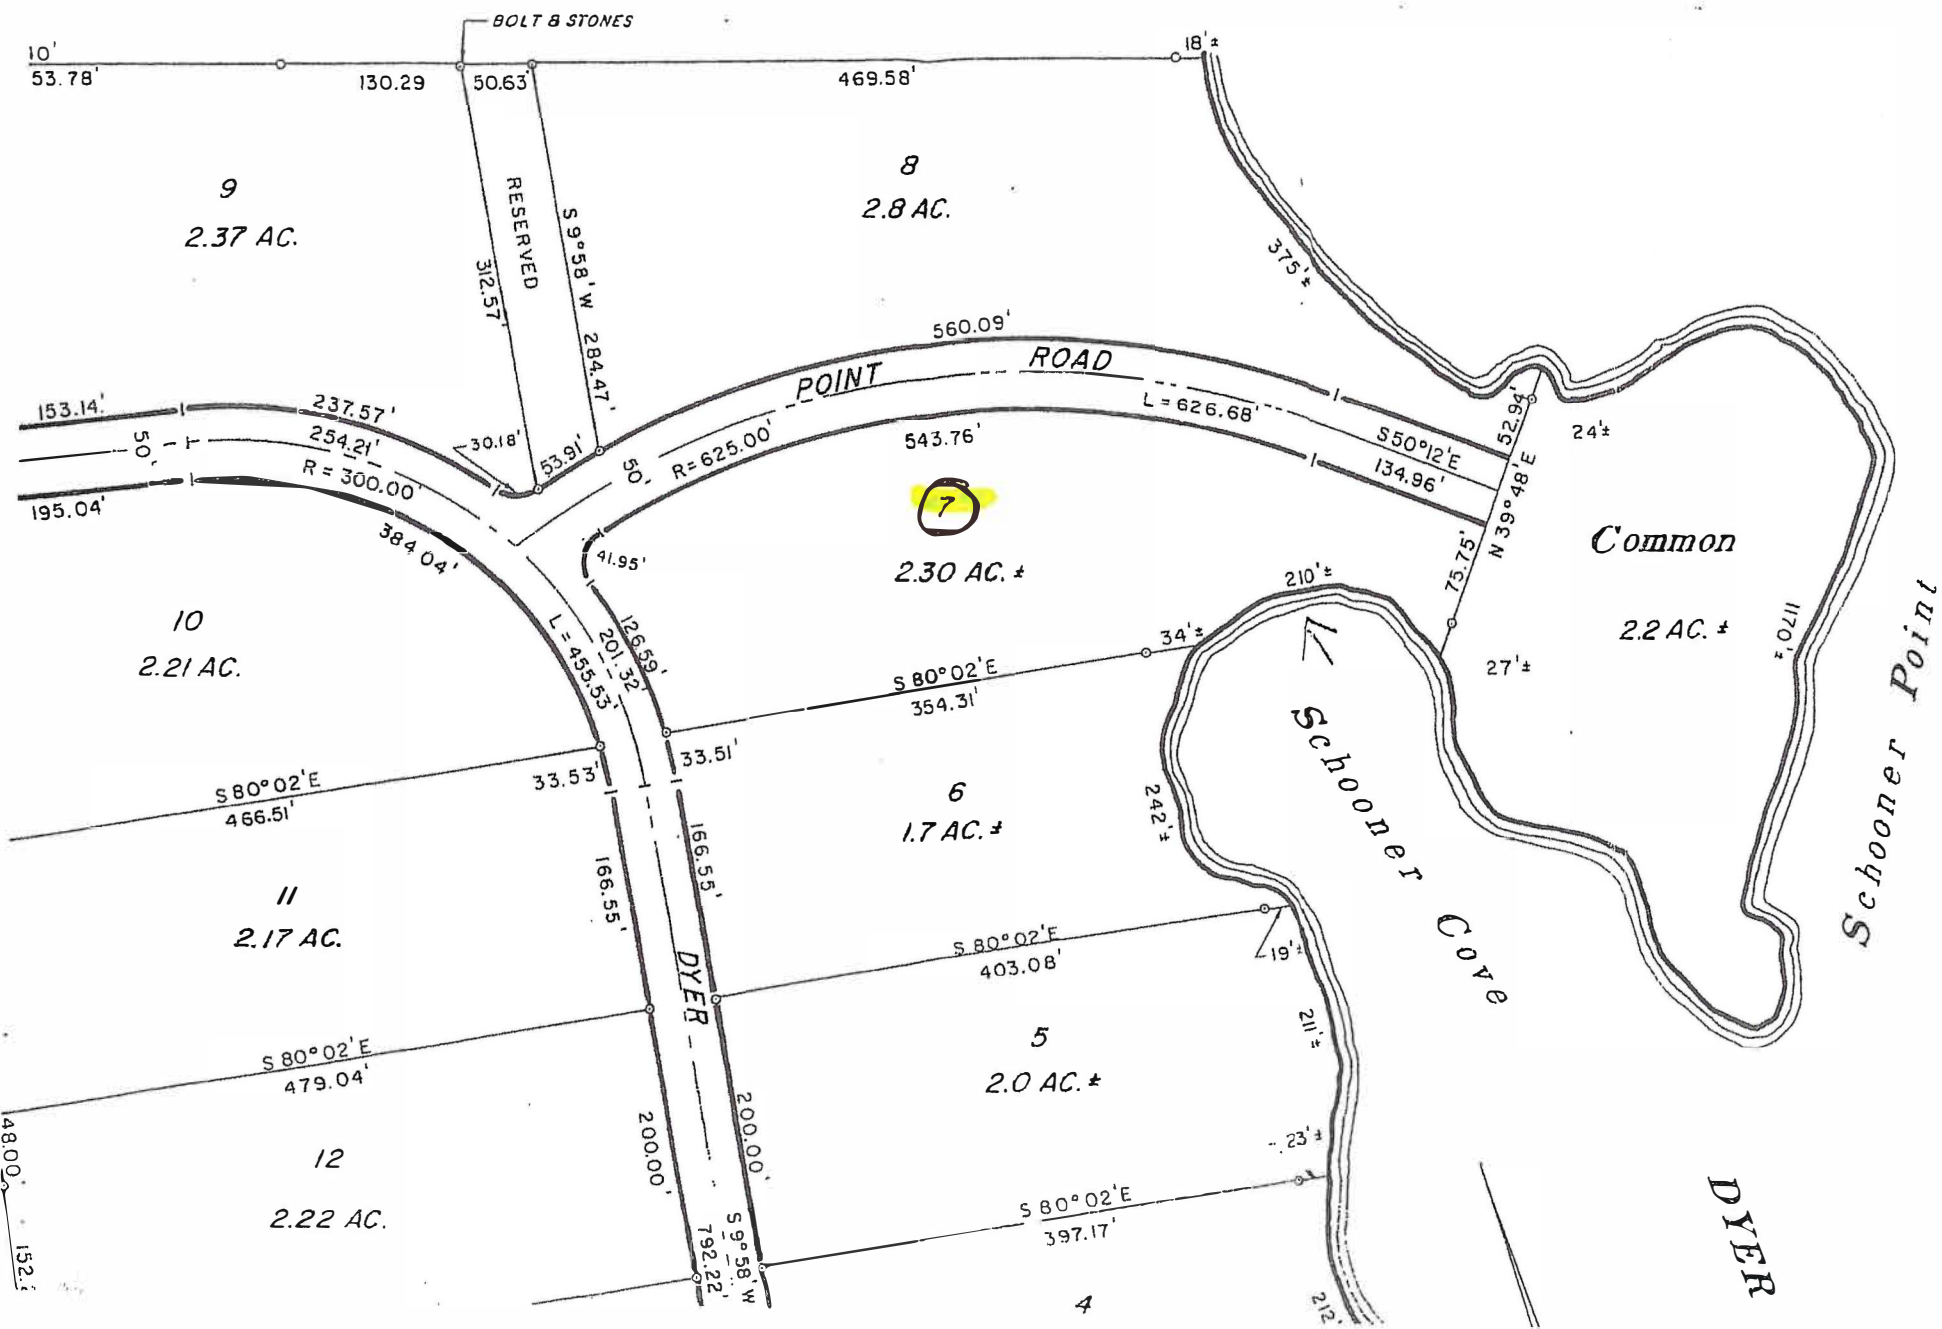 BOLT & STONES
10'
53.78'
130.29
50.63'
469.58'
18'±
9
2.37 AC.
RESERVED
312.57'
S 9°58' W 284.47'
8
2.8 AC.
375'±
560.09'
POINT ROAD
L = 626.68'
R = 625.00'
543.76'
S 50°12' E
134.96'
52.94'
N 39°48' E
75.75'
24'±
153.14'
237.57'
254.21'
R = 300.00'
50'
30.18'
53.91'
50'
195.04'
384.04'
41.95'
7
2.30 AC. ±
210'±
Common
2.2 AC. ±
1170'±
Schooner Point
27'±
10
2.21 AC.
L = 455.53'
201.32'
126.59'
34'±
S 80°02' E
354.31'
33.53'
33.51'
S 80°02' E
466.51'
6
1.7 AC. ±
242'±
Schooner Cove
166.55'
166.55'
11
2.17 AC.
DYER
S 80°02' E
403.08'
19'±
211'±
5
2.0 AC. ±
S 80°02' E
479.04'
48.00'
12
2.22 AC.
200.00'
200.00'
23'±
S 80°02' E
397.17'
S 9°58' W
792.22'
4
212'
DYER